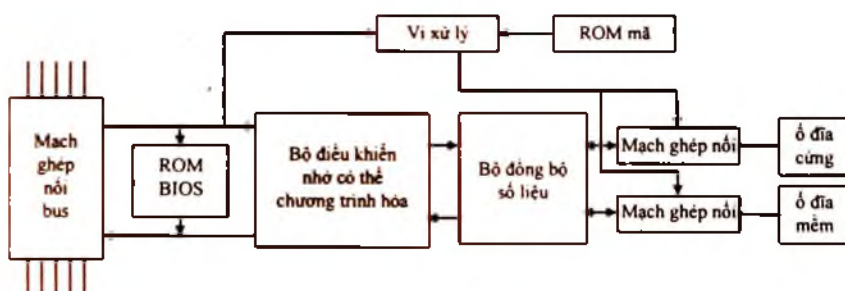 Vi xử lý
ROM mã
Mạch
ghép
nối
bus
ROM
BIOS
Bộ điều khiển
nhớ có thể
chương trình hóa
Bộ đồng bộ
số liệu
Mạch ghép nối
ổ đĩa
cứng
Mạch ghép nối
ổ đĩa
mềm